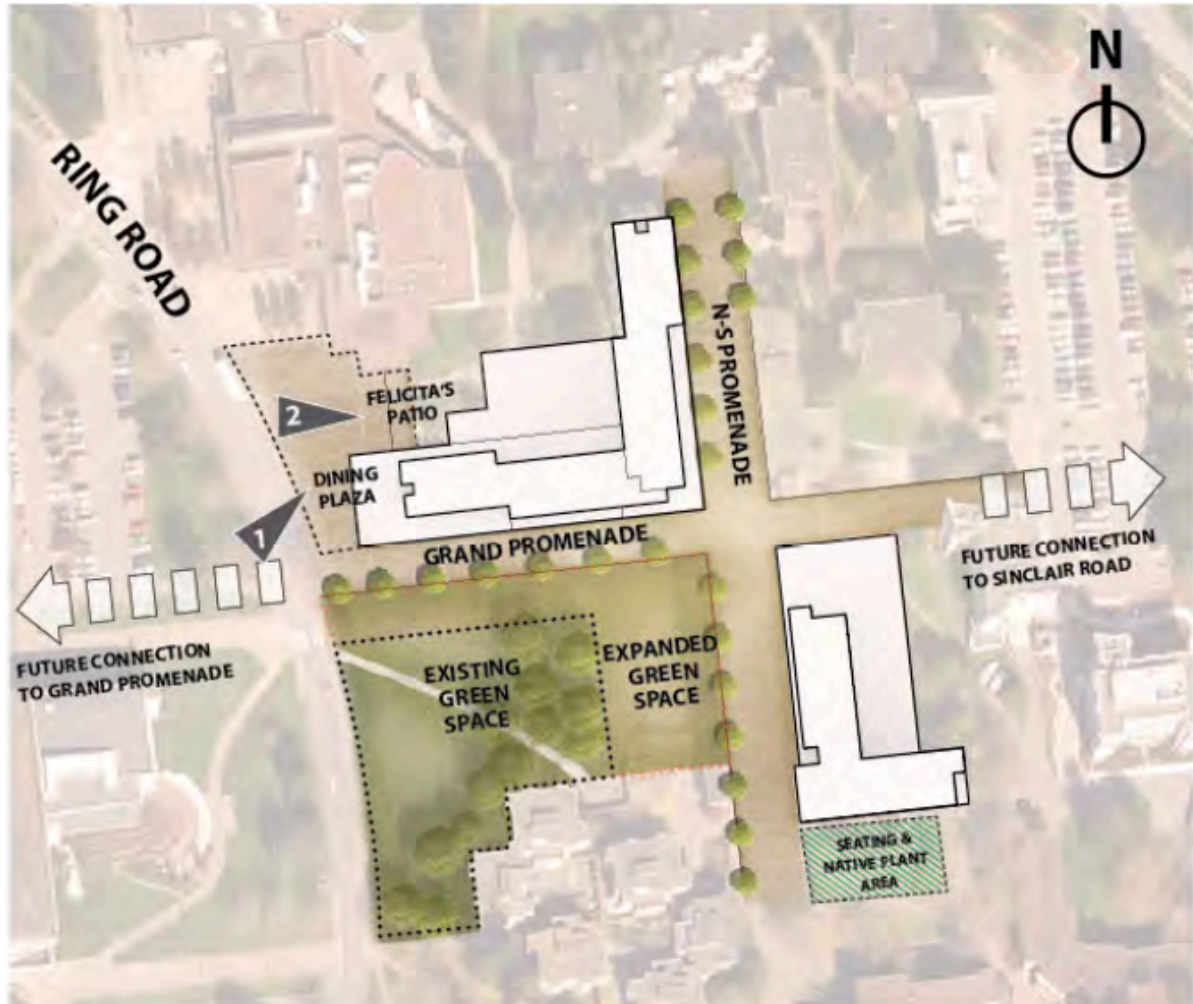 N
RING ROAD
N-S PROMENADE
FELICITA'S
PATIO
2
DINING
PLAZA
1
GRAND PROMENADE
FUTURE CONNECTION
TO SINCLAIR ROAD
FUTURE CONNECTION
TO GRAND PROMENADE
EXISTING
GREEN
SPACE
EXPANDED
GREEN
SPACE
SEATING &
NATIVE PLANT
AREA